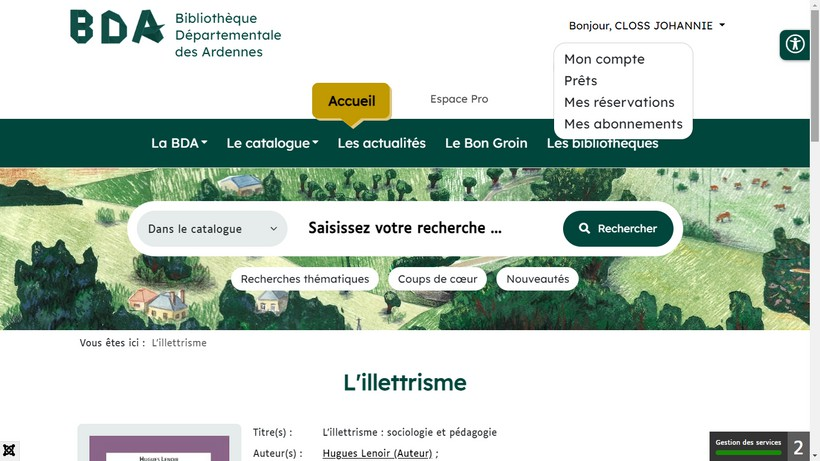 BDA
Bibliothèque
Départementale
des Ardennes
Bonjour, CLOSS JOHANNIE
Mon compte
Prêts
Mes réservations
Mes abonnements
Accueil
Espace Pro
La BDA
Le catalogue
Les actualités
Le Bon Groin
Les bibliothèques
Dans le catalogue
Saisissez votre recherche ...
Rechercher
Recherches thématiques
Coups de cœur
Nouveautés
Vous êtes ici : L'illettrisme
L'illettrisme
Titre(s) : L'illettrisme : sociologie et pédagogie
Auteur(s) : Hugues Lenoir (Auteur) ;
Hugues Lenoir
Gestion des services
2